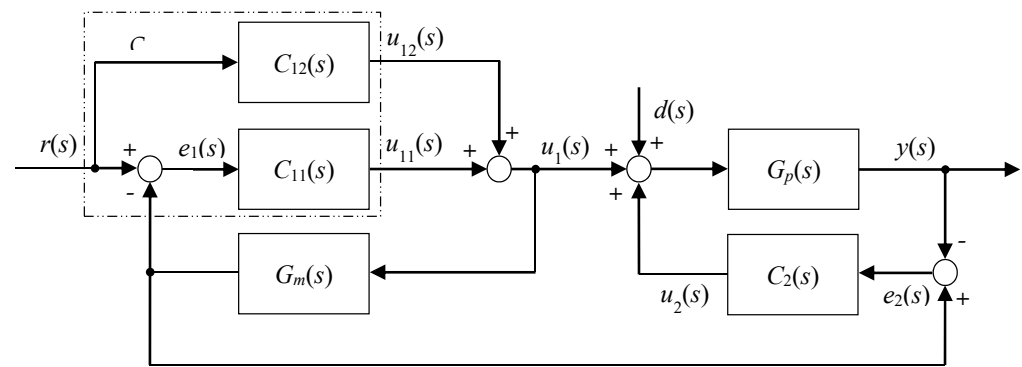 C
u₁₂(s)
C₁₂(s)
d(s)
+
+
r(s)
+
e₁(s)
u₁₁(s)
+
u₁(s)
+
y(s)
C₁₁(s)
Gₚ(s)
-
+
-
Gₘ(s)
C₂(s)
u₂(s)
e₂(s)
+